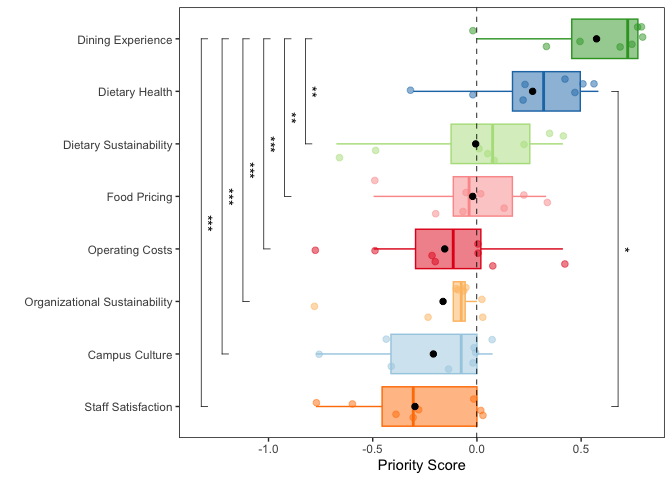 Dining Experience
Dietary Health
Dietary Sustainability
Food Pricing
Operating Costs
Organizational Sustainability
Campus Culture
Staff Satisfaction
***
***
***
***
**
**
*
-1.0 -0.5 0.0 0.5
Priority Score